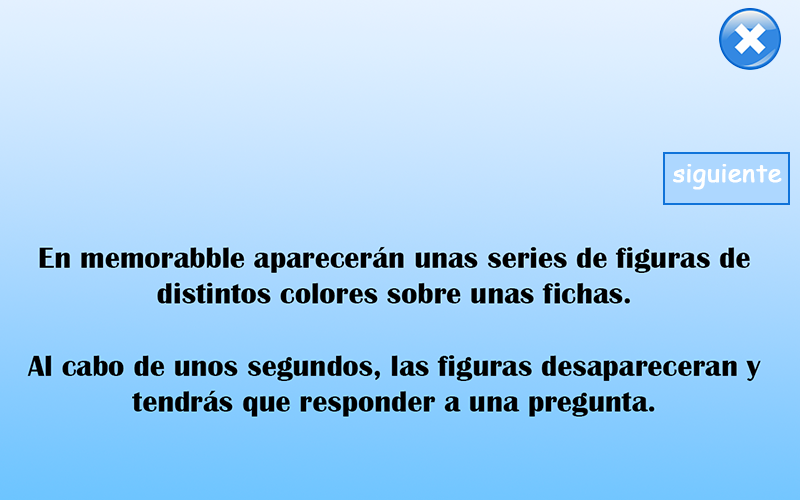 siguiente
En memorabble aparecerán unas series de figuras de
distintos colores sobre unas fichas.
Al cabo de unos segundos, las figuras desapareceran y
tendrás que responder a una pregunta.